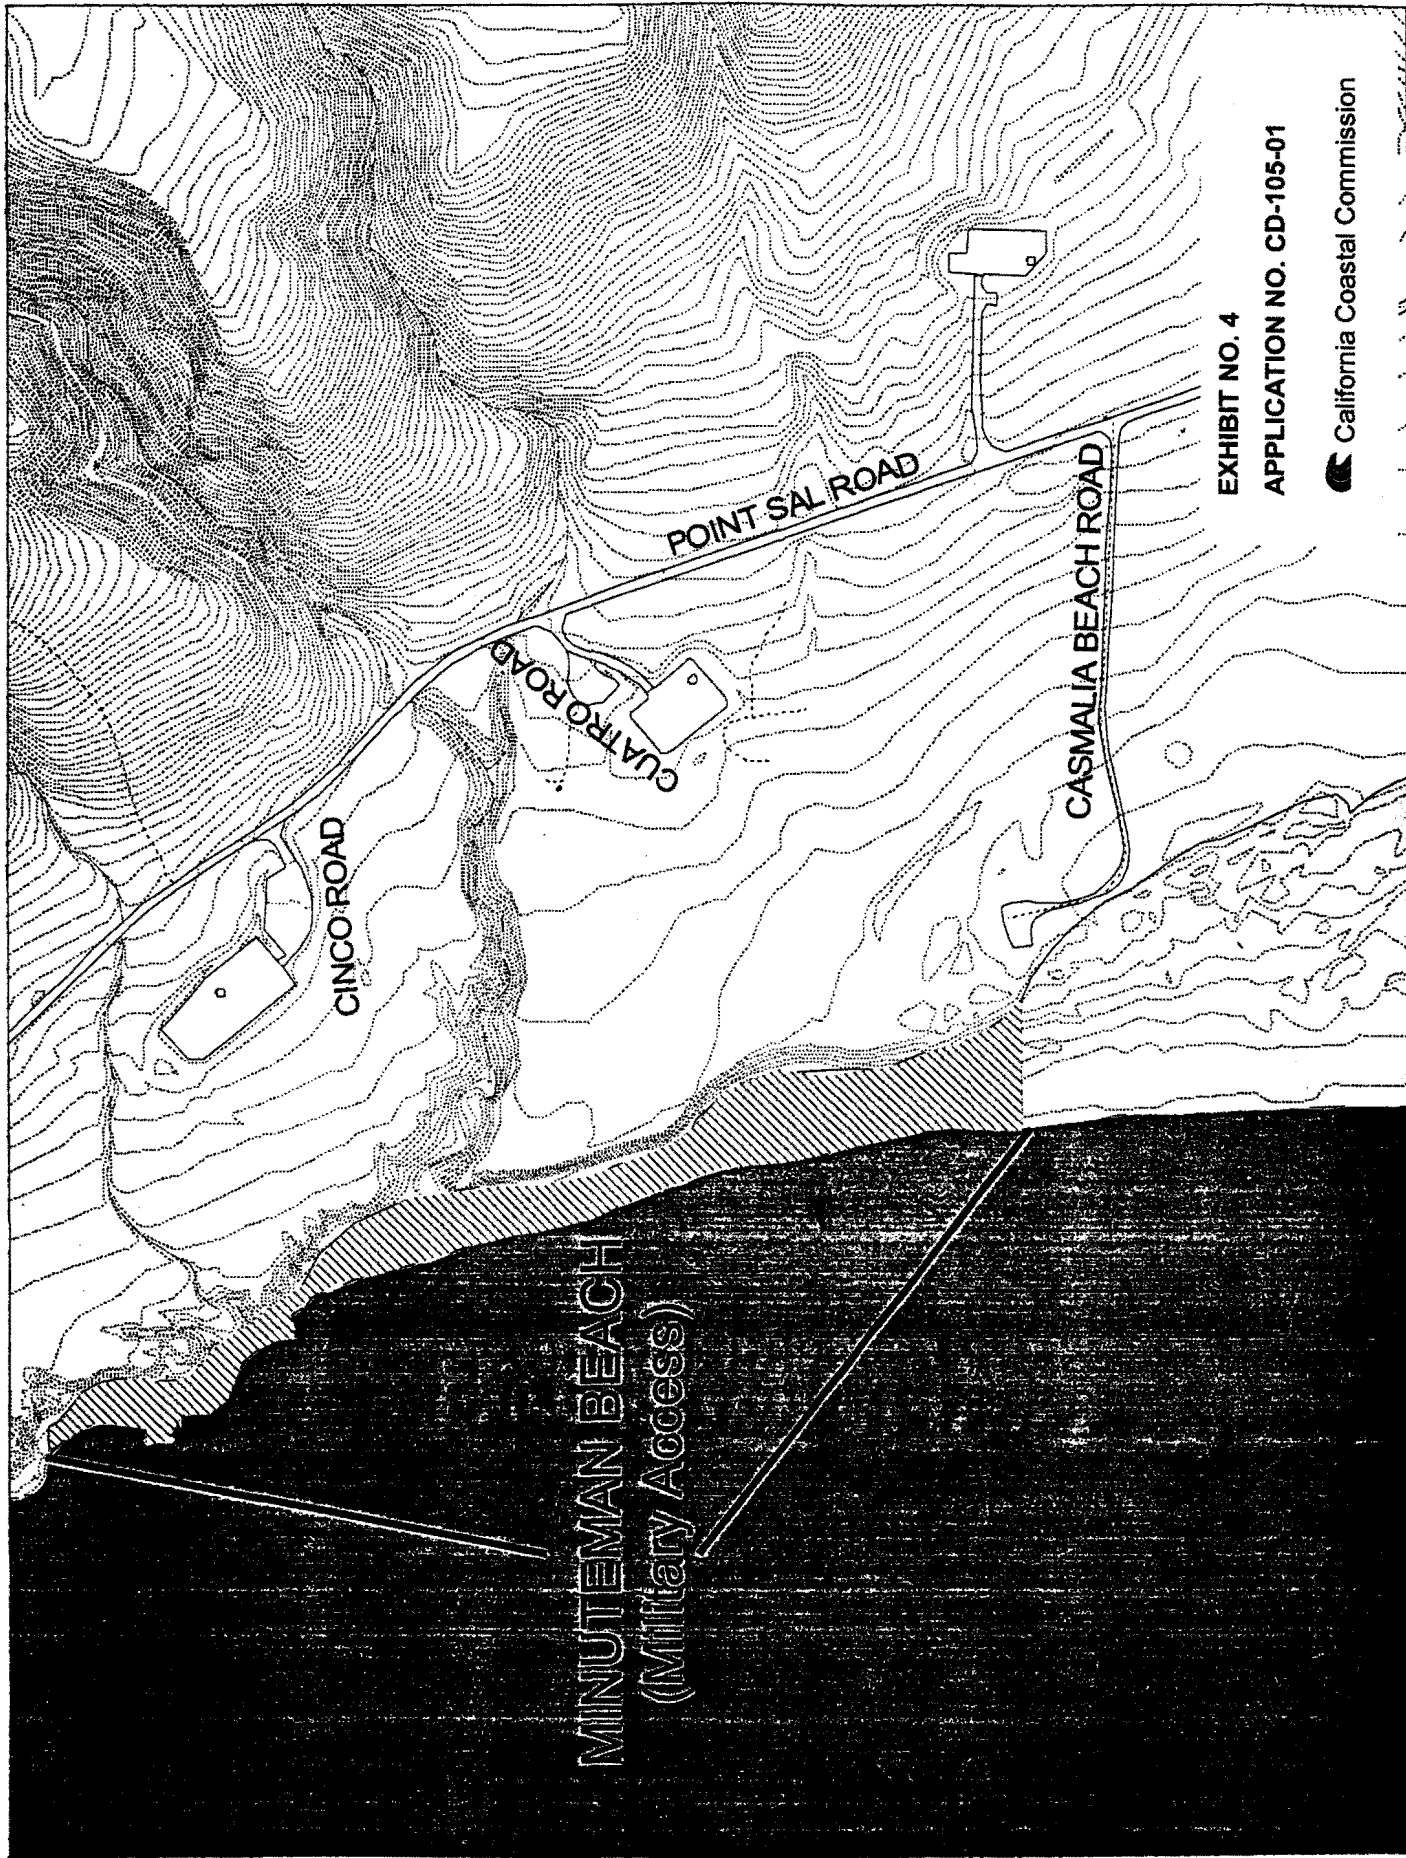 MINUTEMAN BEACH
(Military Access)
CINCO ROAD
CUATRO ROAD
POINT SAL ROAD
CASMALIA BEACH ROAD
EXHIBIT NO. 4
APPLICATION NO. CD-105-01
California Coastal Commission